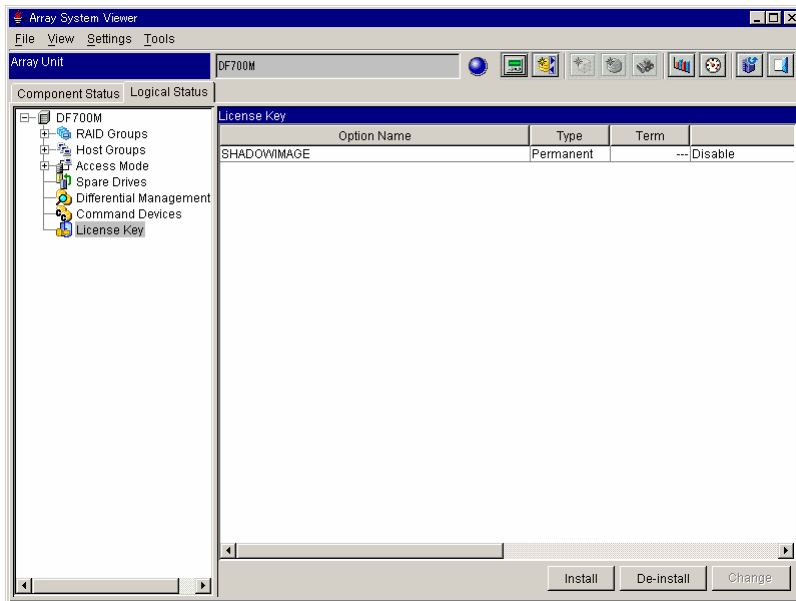 Array System Viewer
File View Settings Tools
Array Unit
DF700M
Component Status Logical Status
DF700M
RAID Groups
Host Groups
Access Mode
Spare Drives
Differential Management
Command Devices
License Key
License Key
Option Name Type Term
SHADOWIMAGE Permanent --- Disable
Install De-install Change